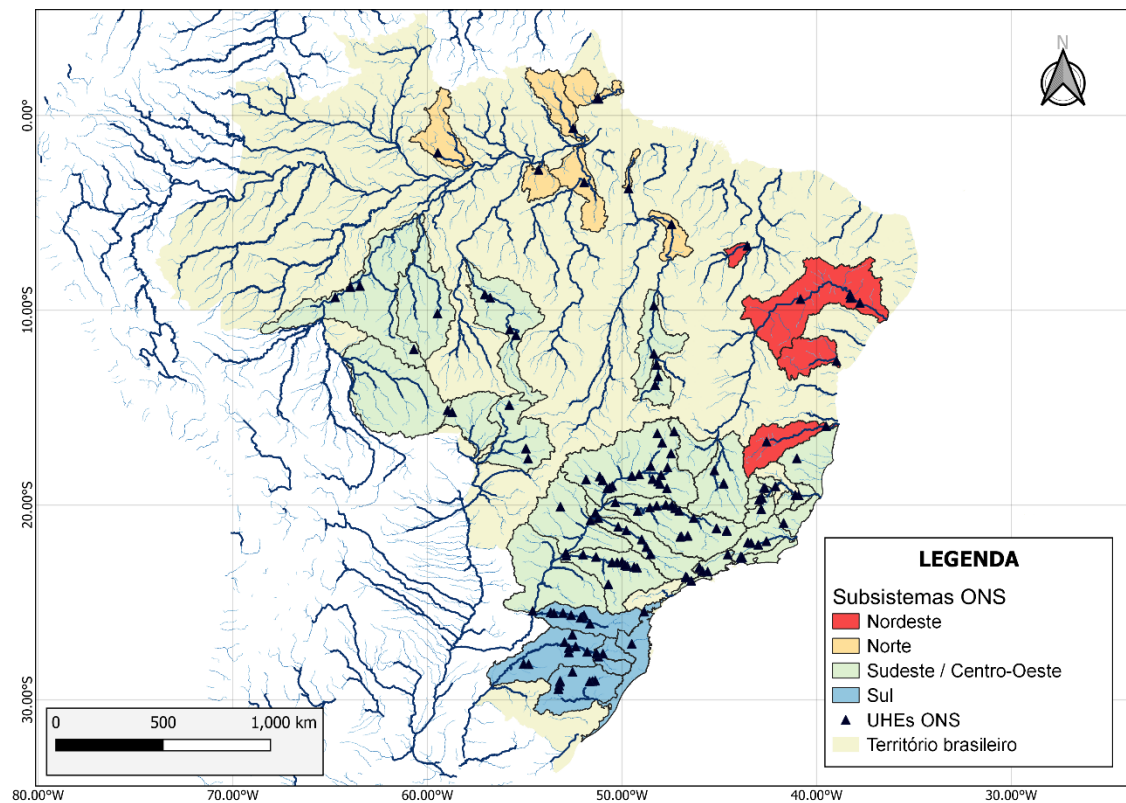 N
0.00°
10.00°S
20.00°S
30.00°S
80.00°W
70.00°W
60.00°W
50.00°W
40.00°W
30.00°W
0
500
1,000 km
LEGENDA
Subsistemas ONS
Nordeste
Norte
Sudeste / Centro-Oeste
Sul
UHEs ONS
Território brasileiro